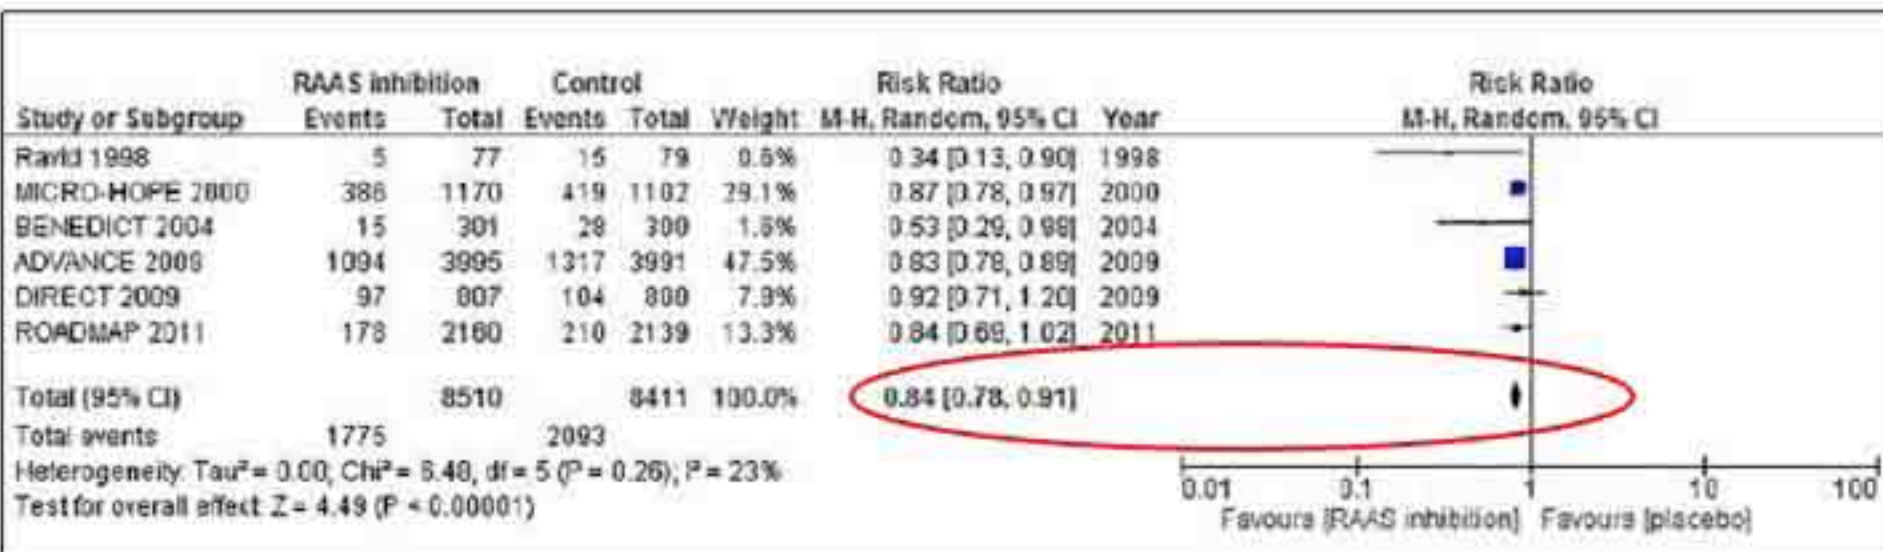 RAAS inhibition Control Risk Ratio Risk Ratio
Study or Subgroup Events Total Events Total Weight M-H, Random, 95% CI Year M-H, Random, 95% CI
Ravid 1998 5 77 15 79 0.6% 0.34 [0.13, 0.90] 1998
MICRO-HOPE 2000 386 1170 419 1102 29.1% 0.87 [0.78, 0.97] 2000
BENEDICT 2004 15 301 28 300 1.6% 0.53 [0.29, 0.98] 2004
ADVANCE 1094 3995 1317 3991 47.5% 0.83 [0.78, 0.89] 2009
DIRECT 2009 97 807 104 800 7.9% 0.92 [0.71, 1.20] 2009
ROADMAP 2011 178 2160 210 2139 13.3% 0.84 [0.69, 1.02] 2011
Total (95% CI) 8510 8411 100.0% 0.84 [0.78, 0.91]
Total events 1775 2093
Heterogeneity: Tau² = 0.00; Chi² = 6.48, df = 5 (P = 0.26); I² = 23%
Test for overall effect: Z = 4.49 (P < 0.00001)
0.01 0.1 1 10 100
Favours [RAAS inhibition] Favours [placebo]